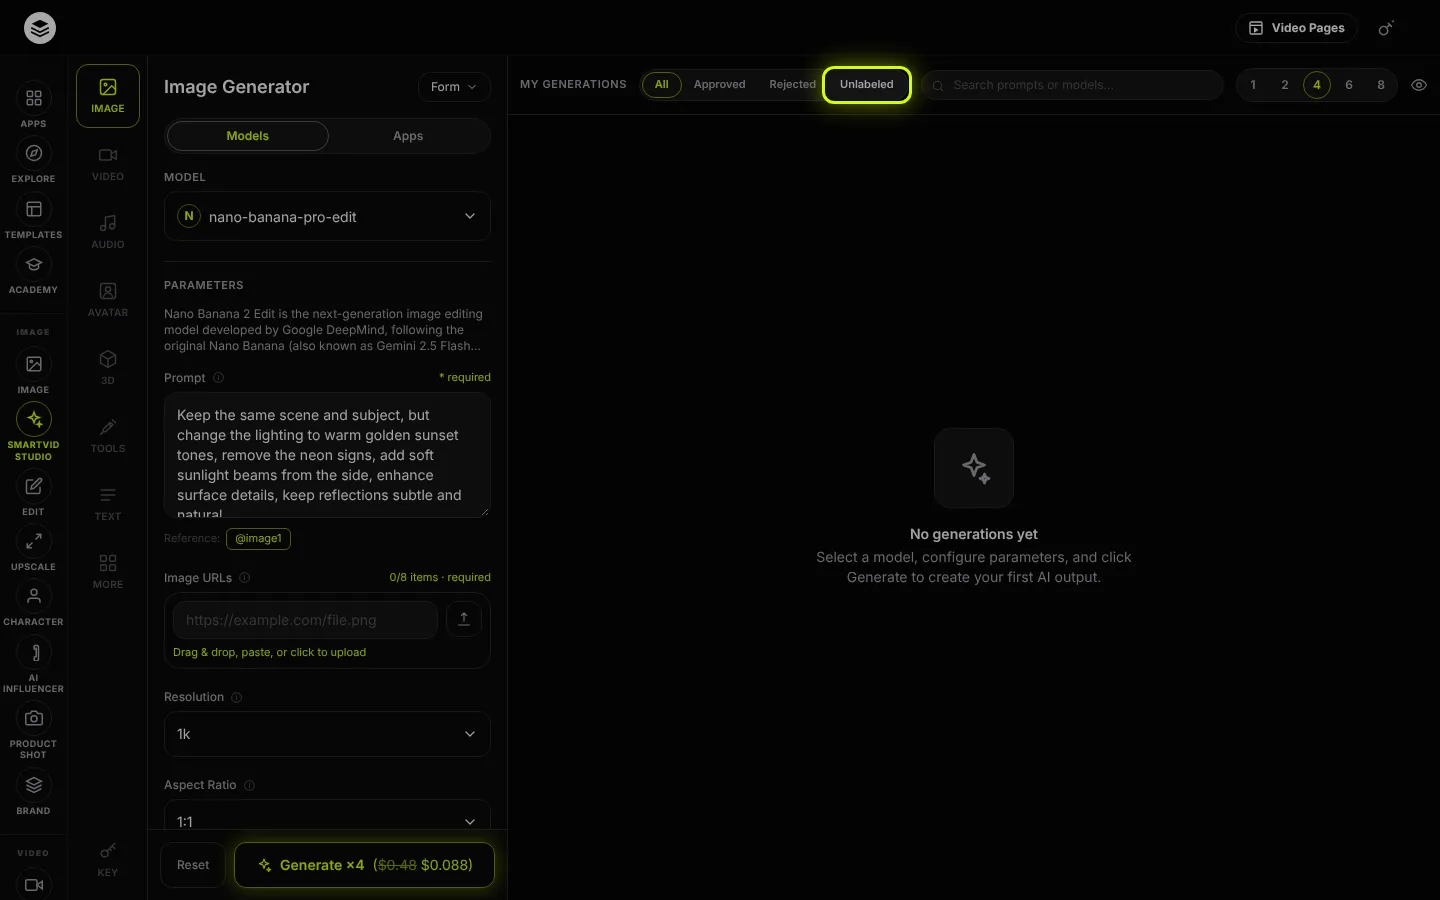 Video Pages
APPS
EXPLORE
TEMPLATES
ACADEMY
IMAGE
IMAGE
SMARTVID
STUDIO
EDIT
UPSCALE
CHARACTER
AI
INFLUENCER
PRODUCT
SHOT
BRAND
VIDEO
IMAGE
VIDEO
AUDIO
AVATAR
3D
TOOLS
TEXT
MORE
KEY
Image Generator
Form
Models
Apps
MODEL
N
nano-banana-pro-edit
PARAMETERS
Nano Banana 2 Edit is the next-generation image editing
model developed by Google DeepMind, following the
original Nano Banana (also known as Gemini 2.5 Flash...
Prompt
* required
Keep the same scene and subject, but
change the lighting to warm golden sunset
tones, remove the neon signs, add soft
sunlight beams from the side, enhance
surface details, keep reflections subtle and
natural
Reference:
@image1
Image URLs
0/8 items · required
https://example.com/file.png
Drag & drop, paste, or click to upload
Resolution
1k
Aspect Ratio
1:1
Reset
Generate ×4 ($0.48 $0.088)
MY GENERATIONS
All
Approved
Rejected
Unlabeled
Search prompts or models...
1
2
4
6
8
No generations yet
Select a model, configure parameters, and click
Generate to create your first AI output.